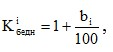 K^i_бедн = 1 + b_i/100,